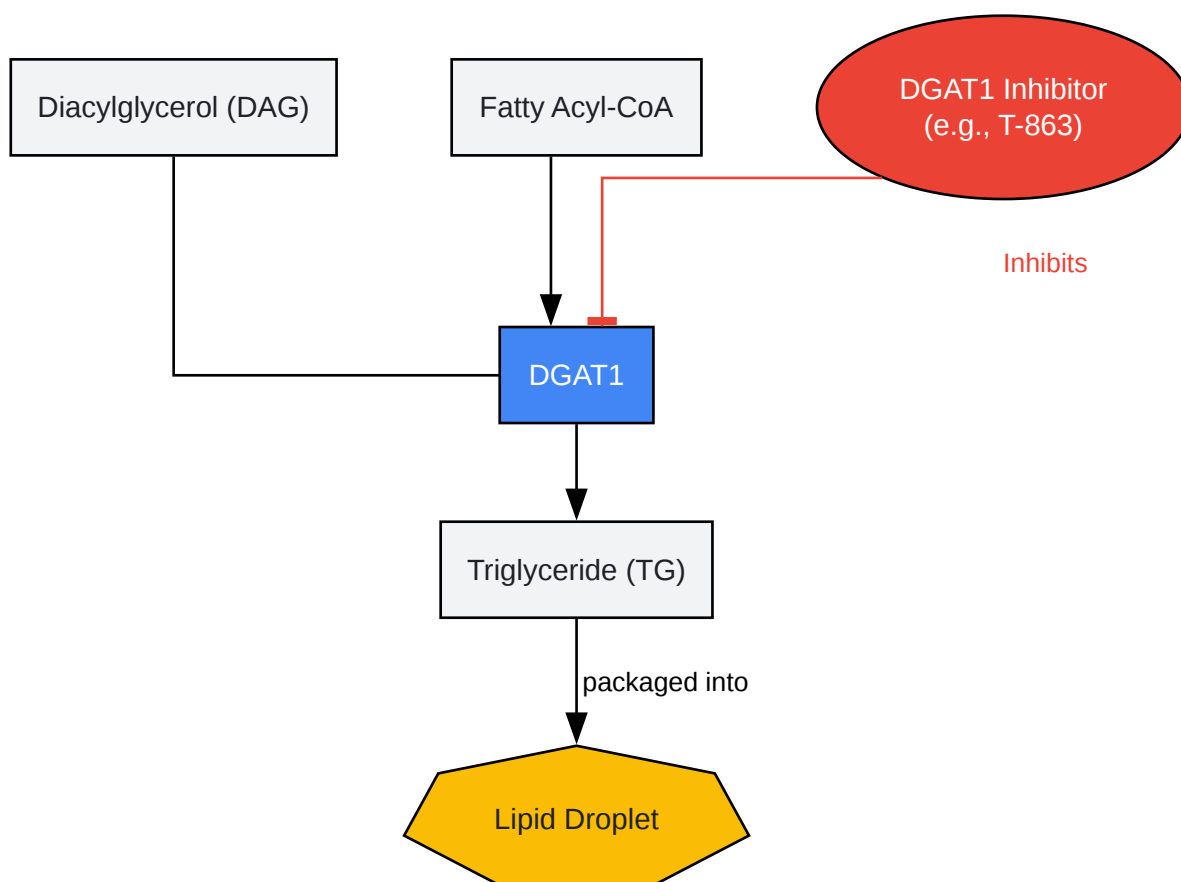 Diacylglycerol (DAG)
Fatty Acyl-CoA
DGAT1 Inhibitor
(e.g., T-863)
Inhibits
DGAT1
Triglyceride (TG)
packaged into
Lipid Droplet